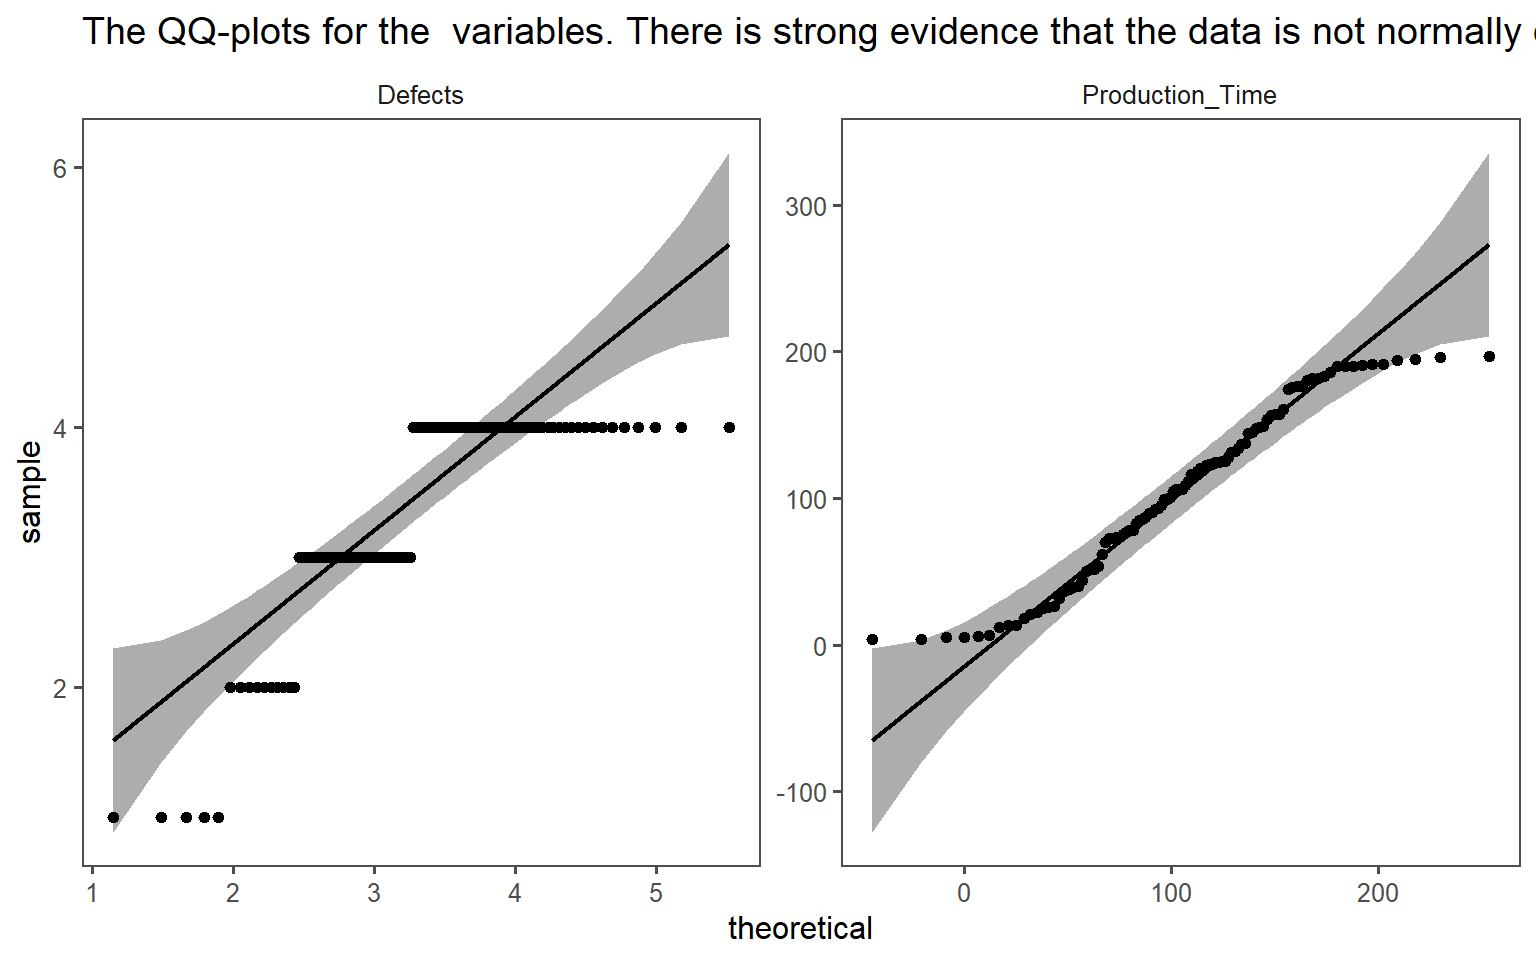 The QQ-plots for the  variables. There is strong evidence that the data is not normally
Defects
Production_Time
6
4
2
300
200
100
0
-100
sample
1 2 3 4 5
0 100 200
theoretical